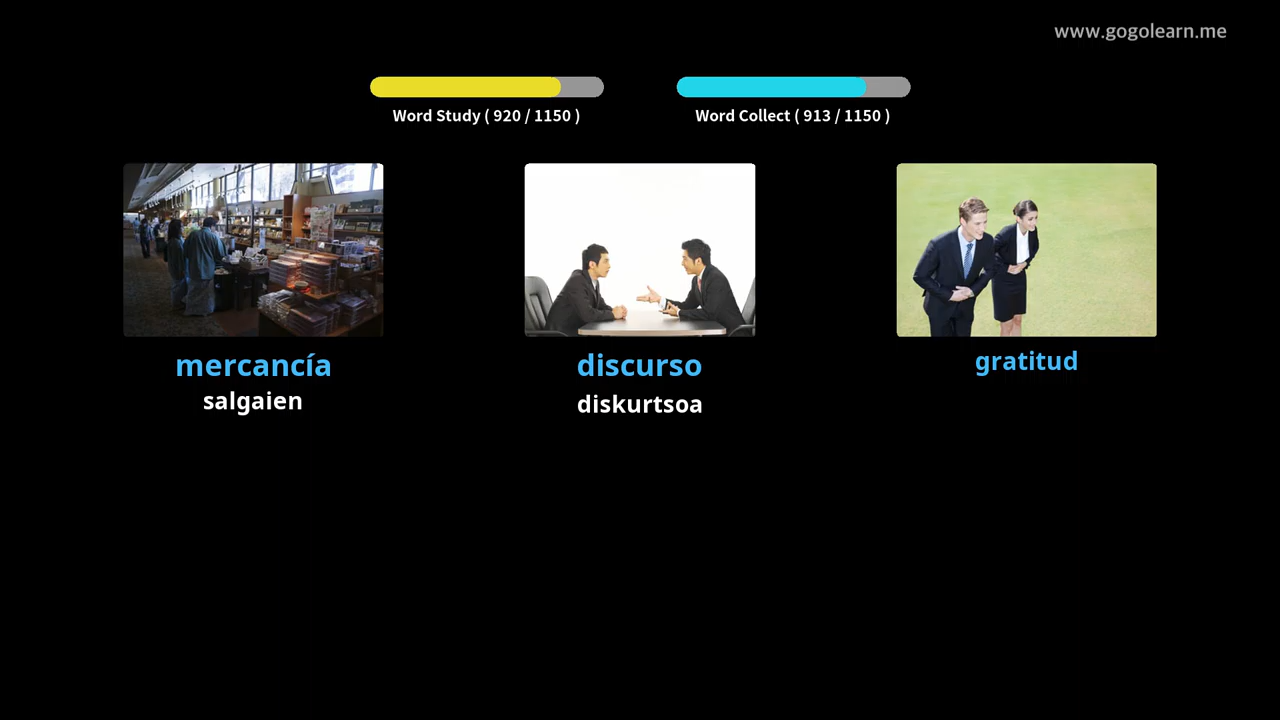 www.gogolearn.me
Word Study ( 920 / 1150 )
Word Collect ( 913 / 1150 )
mercancía
salgaien
discurso
diskurtsoa
gratitud